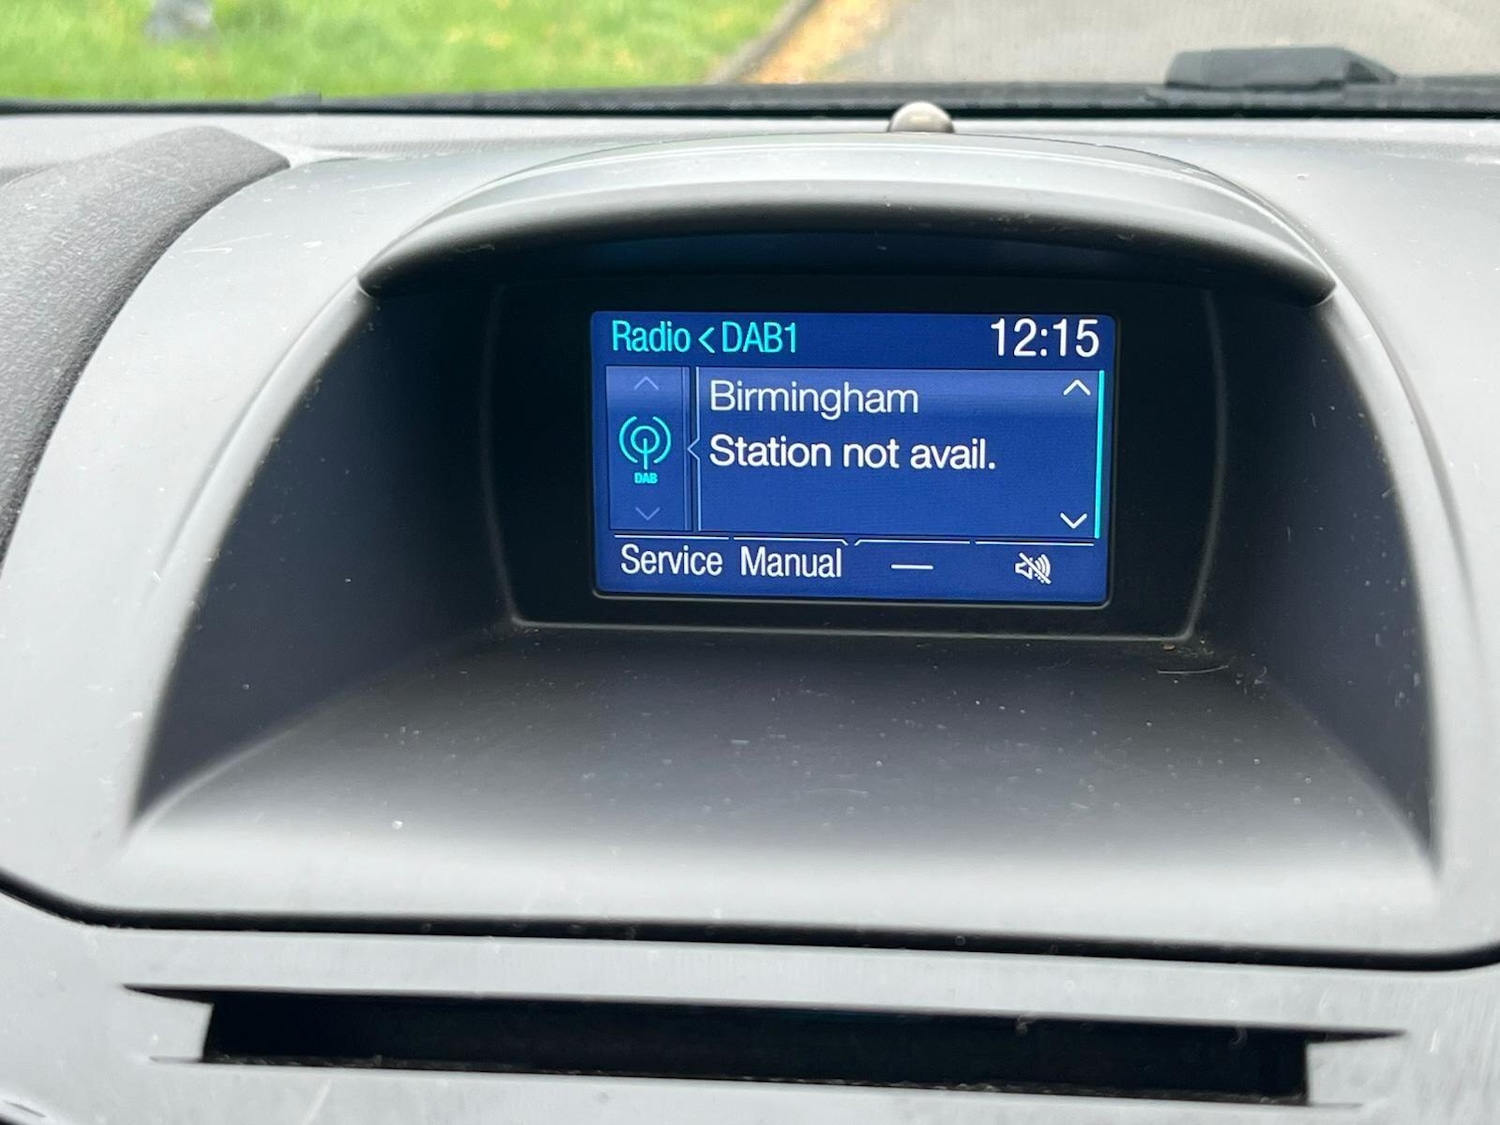 Radio < DAB1 12:15
Birmingham
Station not avail.
DAB
Service Manual —